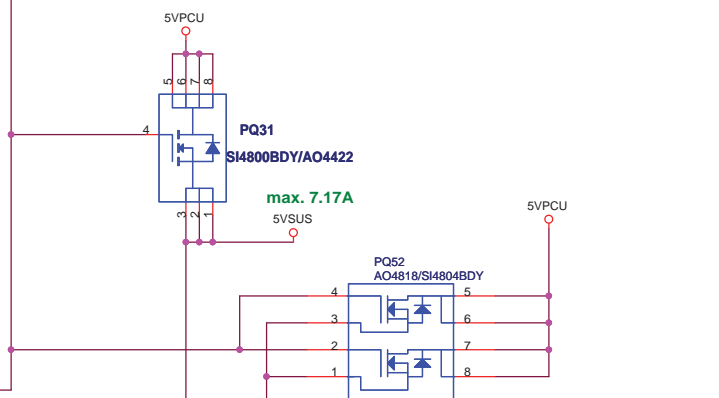 5VPCU
5 6 7 8
4
PQ31
SI4800BDY/AO4422
3 2 1
max. 7.17A
5VSUS
5VPCU
PQ52
AO4818/SI4804BDY
4 5
3 6
2 7
1 8